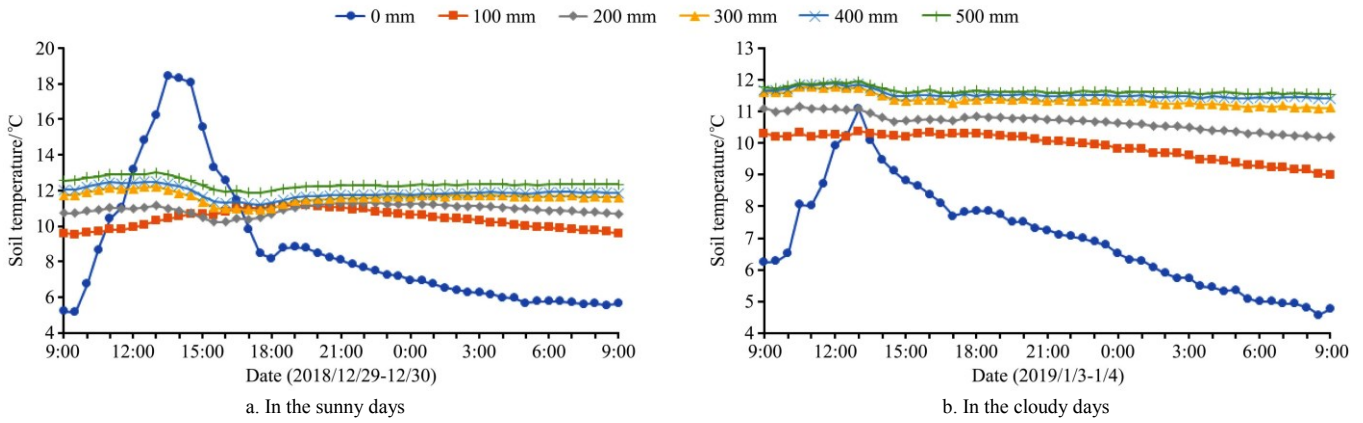 0 mm 100 mm 200 mm 300 mm 400 mm 500 mm
20
18
16
14
12
10
8
6
4
Soil temperature/℃
9:00 12:00 15:00 18:00 21:00 0:00 3:00 6:00 9:00
Date (2018/12/29-12/30)
a. In the sunny days
13
12
11
10
9
8
7
6
5
4
Soil temperature/℃
9:00 12:00 15:00 18:00 21:00 0:00 3:00 6:00 9:00
Date (2019/1/3-1/4)
b. In the cloudy days